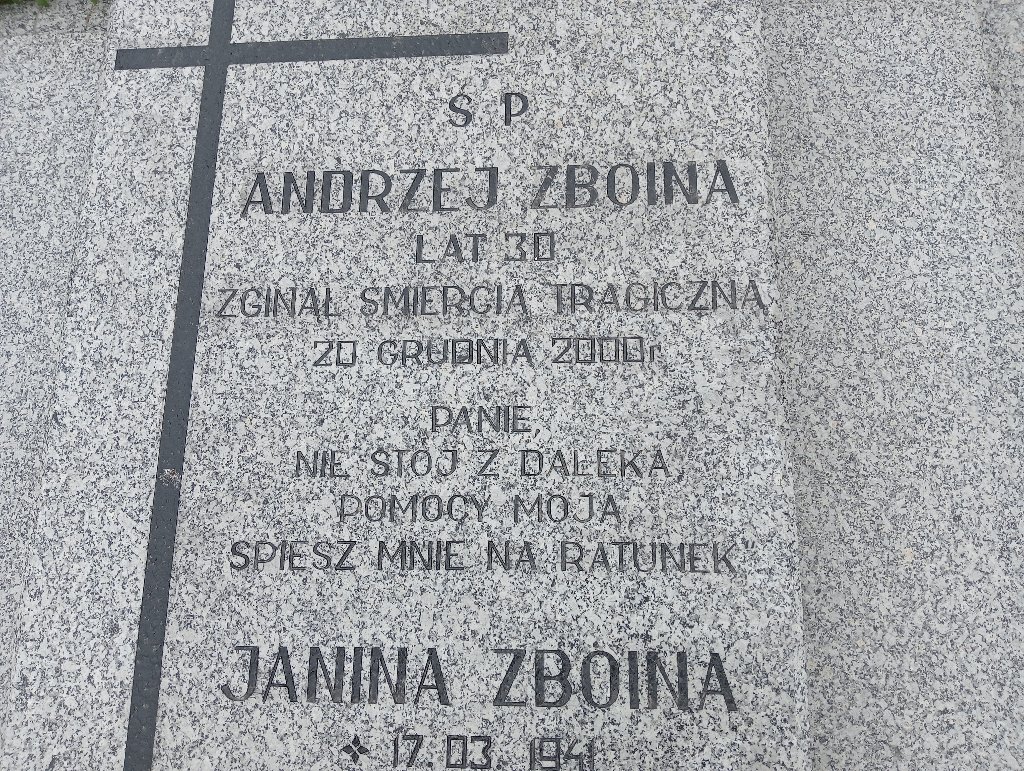 Ś P
ANDRZEJ ZBOINA
LAT 30
ZGINĄŁ ŚMIERCIĄ TRAGICZNĄ
20 GRUDNIA 2000r.
PANIE,
NIE STÓJ Z DALEKA
POMOCY MOJA,
SPIESZ MNIE NA RATUNEK"
JANINA ZBOINA
17. 03. 1941